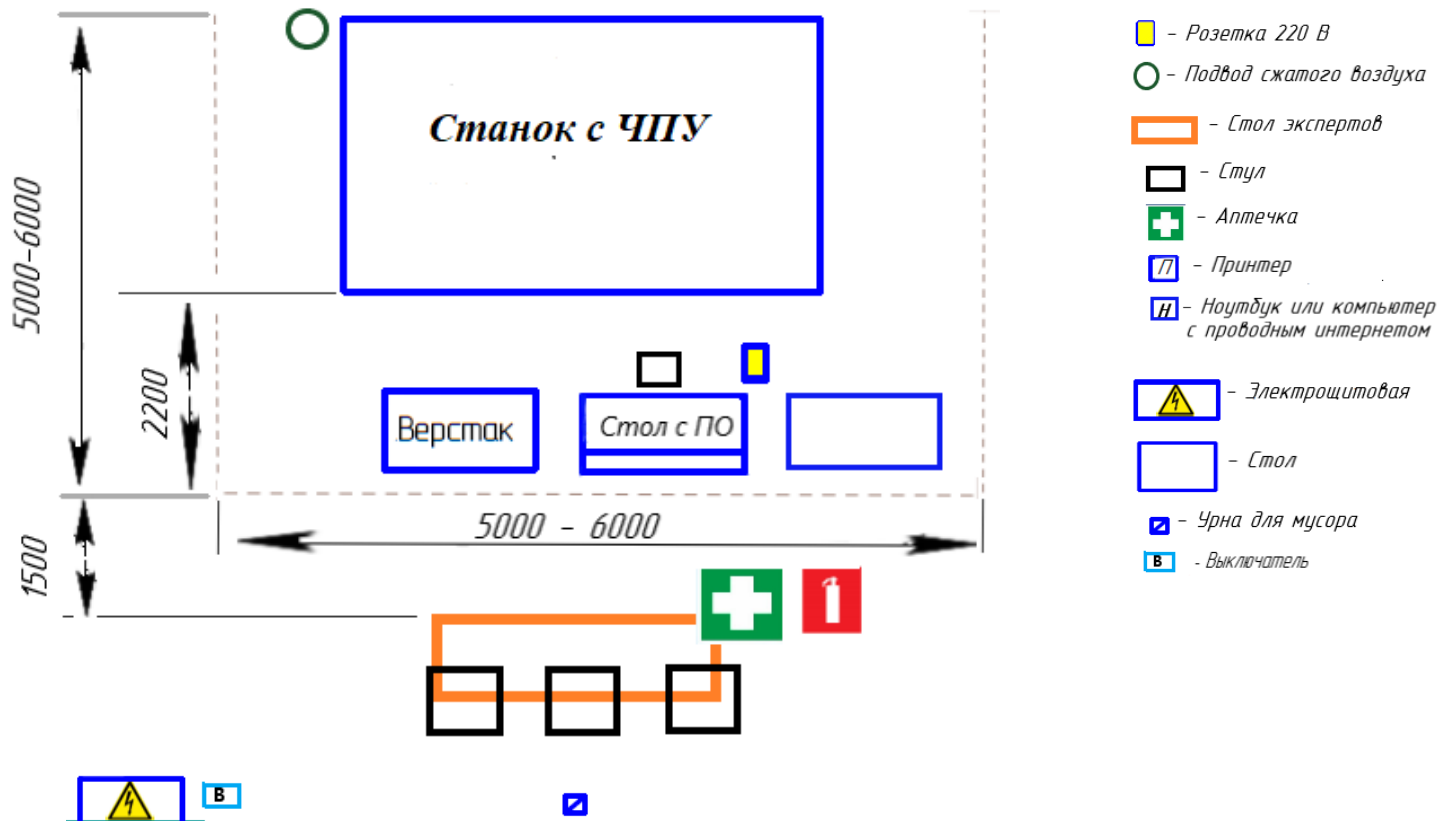 Станок с ЧПУ
5000-6000
2200
Верстак
Стол с ПО
5000 - 6000
1500
В
- Розетка 220 В
- Подвод сжатого воздуха
- Стол экспертов
- Стул
- Аптечка
П - Принтер
Н - Ноутбук или компьютер
с проводным интернетом
- Электрощитовая
- Стол
- Урна для мусора
В - Выключатель